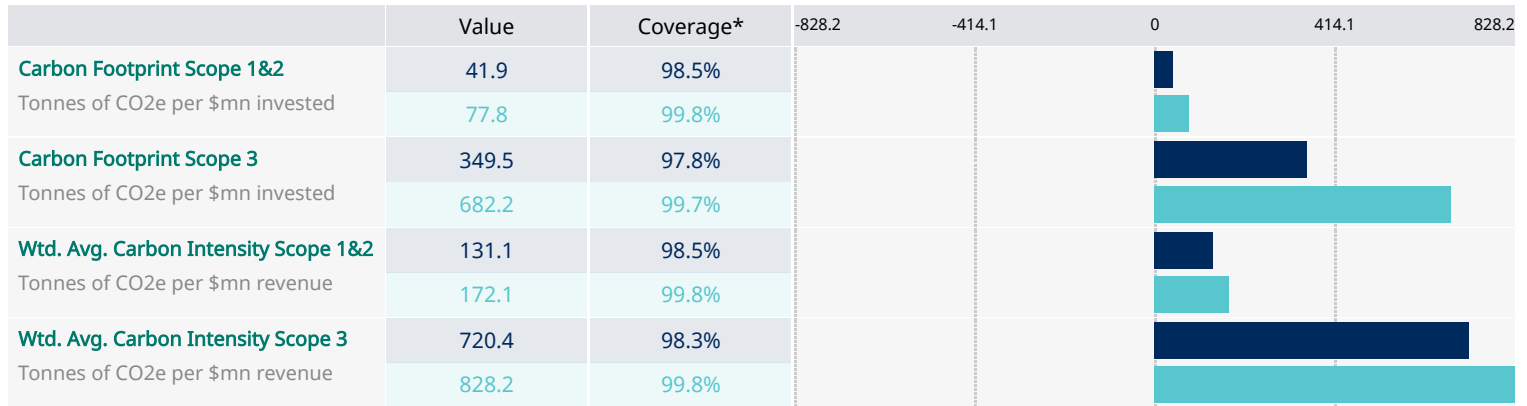 Value Coverage* -828.2 -414.1 0 414.1 828.2
Carbon Footprint Scope 1&2 41.9 98.5%
Tonnes of CO2e per $mn invested 77.8 99.8%
Carbon Footprint Scope 3 349.5 97.8%
Tonnes of CO2e per $mn invested 682.2 99.7%
Wtd. Avg. Carbon Intensity Scope 1&2 131.1 98.5%
Tonnes of CO2e per $mn revenue 172.1 99.8%
Wtd. Avg. Carbon Intensity Scope 3 720.4 98.3%
Tonnes of CO2e per $mn revenue 828.2 99.8%